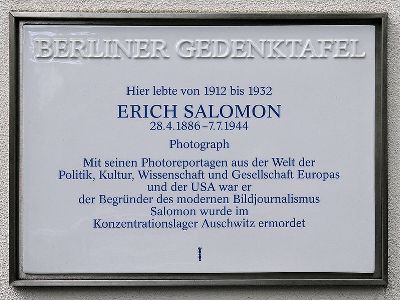 BERLINER GEDENKTAFEL
Hier lebte von 1912 bis 1932
ERICH SALOMON
28.4.1886–7.7.1944
Photograph
Mit seinen Photoreportagen aus der Welt der
Politik, Kultur, Wissenschaft und Gesellschaft Europas
und der USA war er
der Begründer des modernen Bildjournalismus
Salomon wurde im
Konzentrationslager Auschwitz ermordet